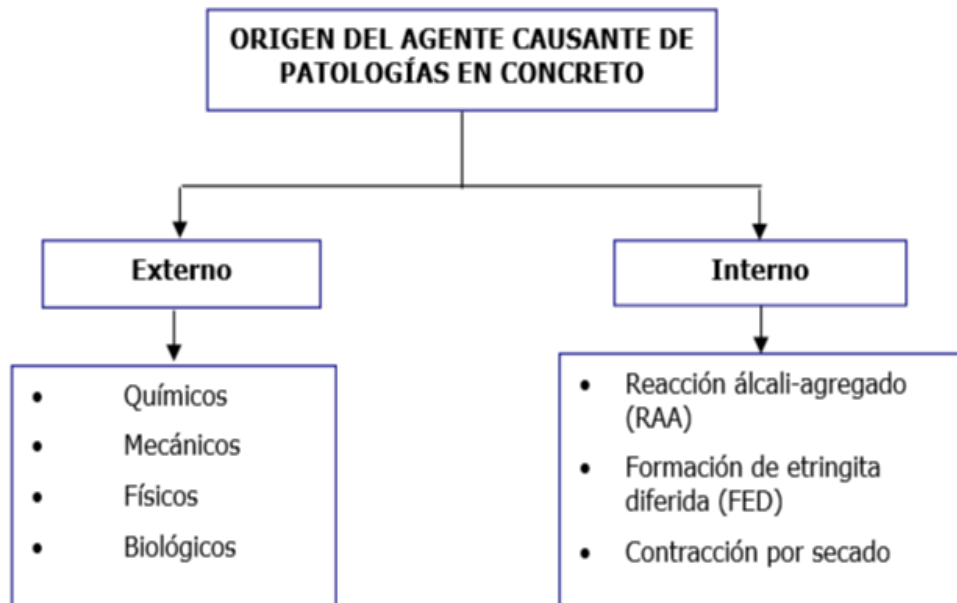 ORIGEN DEL AGENTE CAUSANTE DE
PATOLOGÍAS EN CONCRETO
Externo
Interno
• Químicos
• Mecánicos
• Físicos
• Biológicos
• Reacción álcali-agregado
(RAA)
• Formación de etringita
diferida (FED)
• Contracción por secado